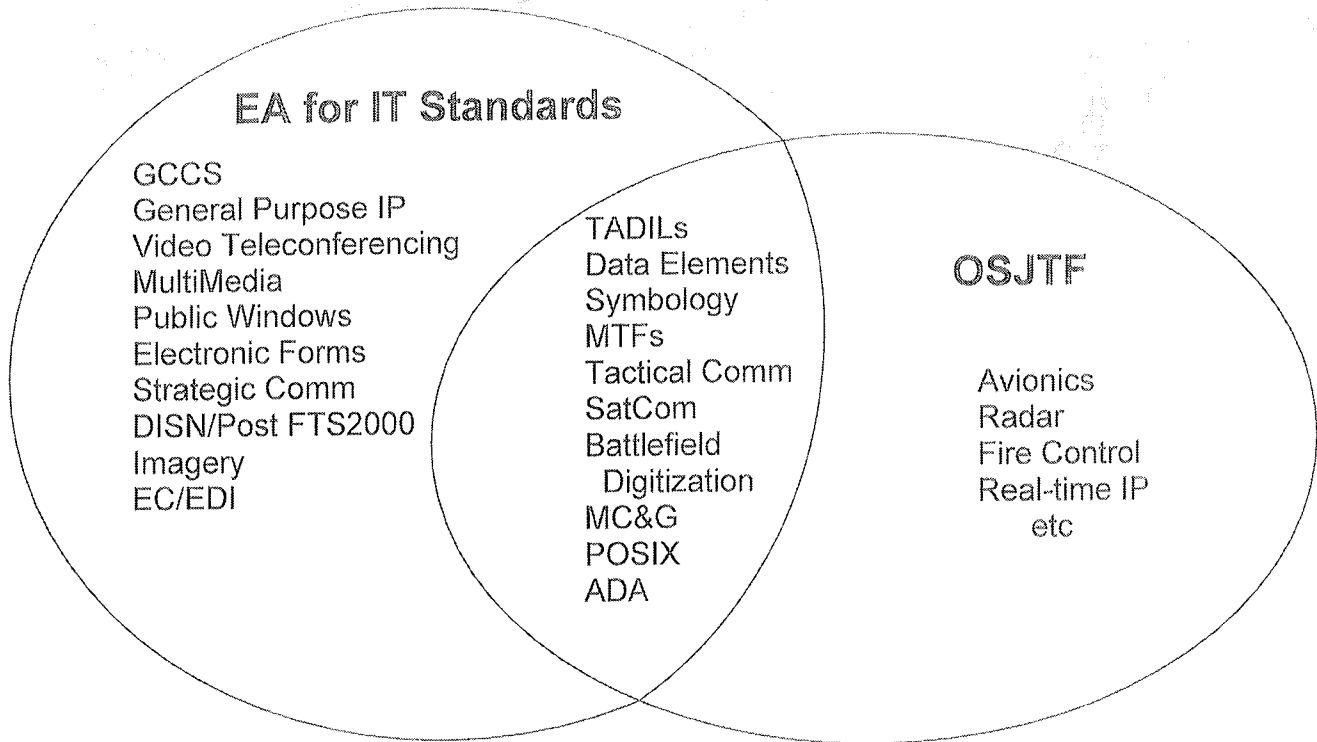 EA for IT Standards
GCCS
General Purpose IP
Video Teleconferencing
MultiMedia
Public Windows
Electronic Forms
Strategic Comm
DISN/Post FTS2000
Imagery
EC/EDI
TADILs
Data Elements
Symbology
MTFs
Tactical Comm
SatCom
Battlefield
Digitization
MC&G
POSIX
ADA
OSJTF
Avionics
Radar
Fire Control
Real-time IP
etc